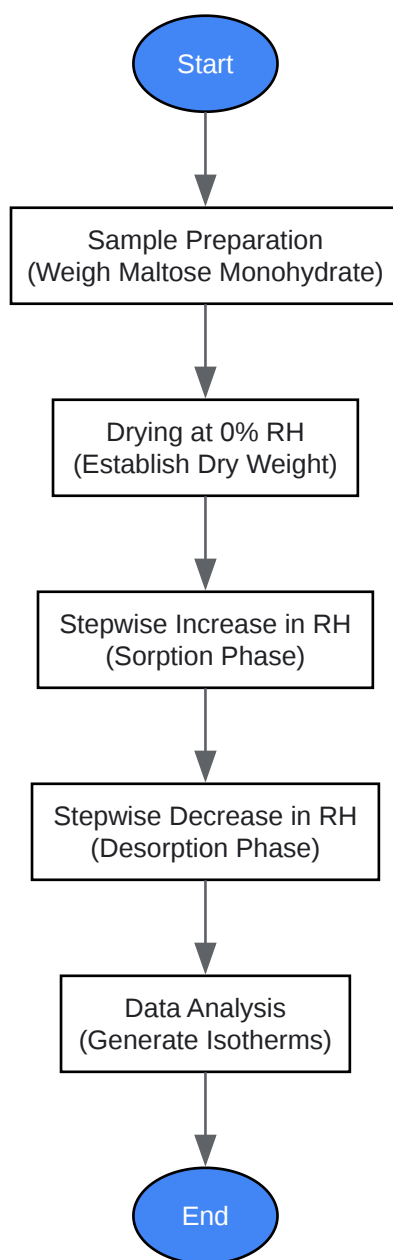 Start
Sample Preparation
(Weigh Maltose Monohydrate)
Drying at 0% RH
(Establish Dry Weight)
Stepwise Increase in RH
(Sorption Phase)
Stepwise Decrease in RH
(Desorption Phase)
Data Analysis
(Generate Isotherms)
End